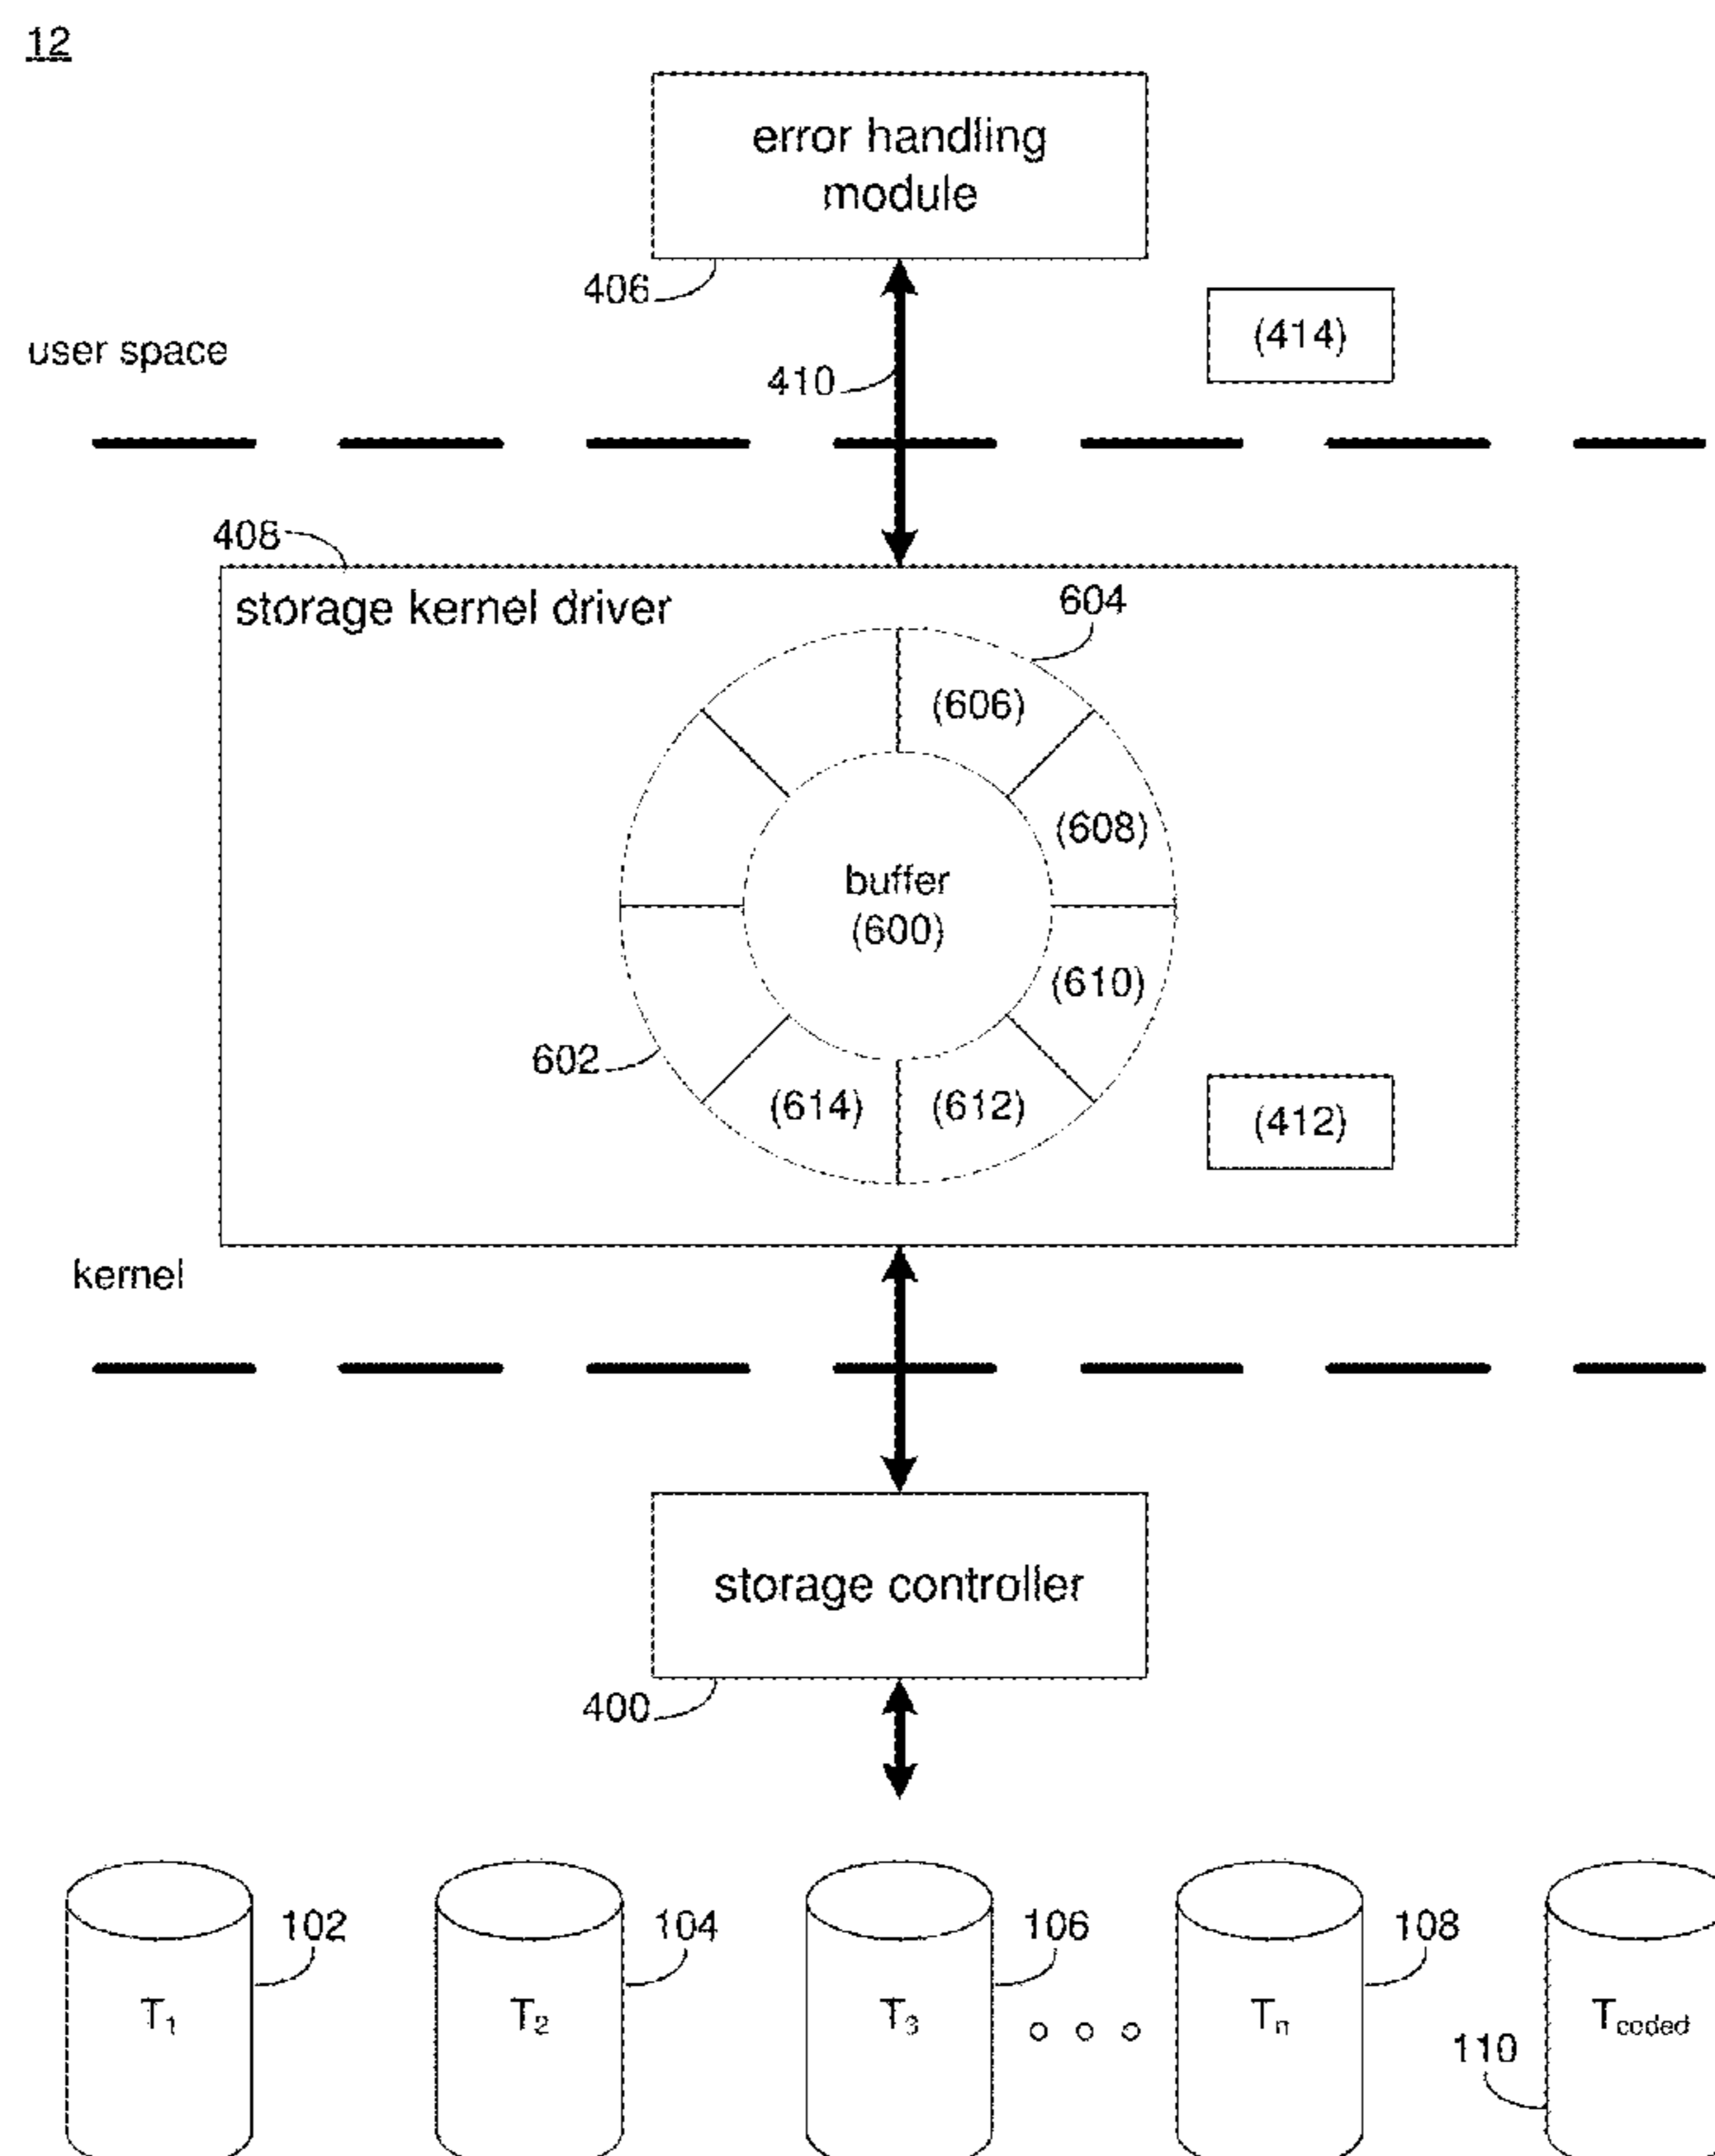 12
error handling
module
406
(414)
user space
410
408
storage kernel driver
604
(606)
(608)
buffer
(600)
(610)
602
(614)
(612)
(412)
kernel
storage controller
400
102
104
106
108
T₁
T₂
T₃
Tₙ
T_coded
110